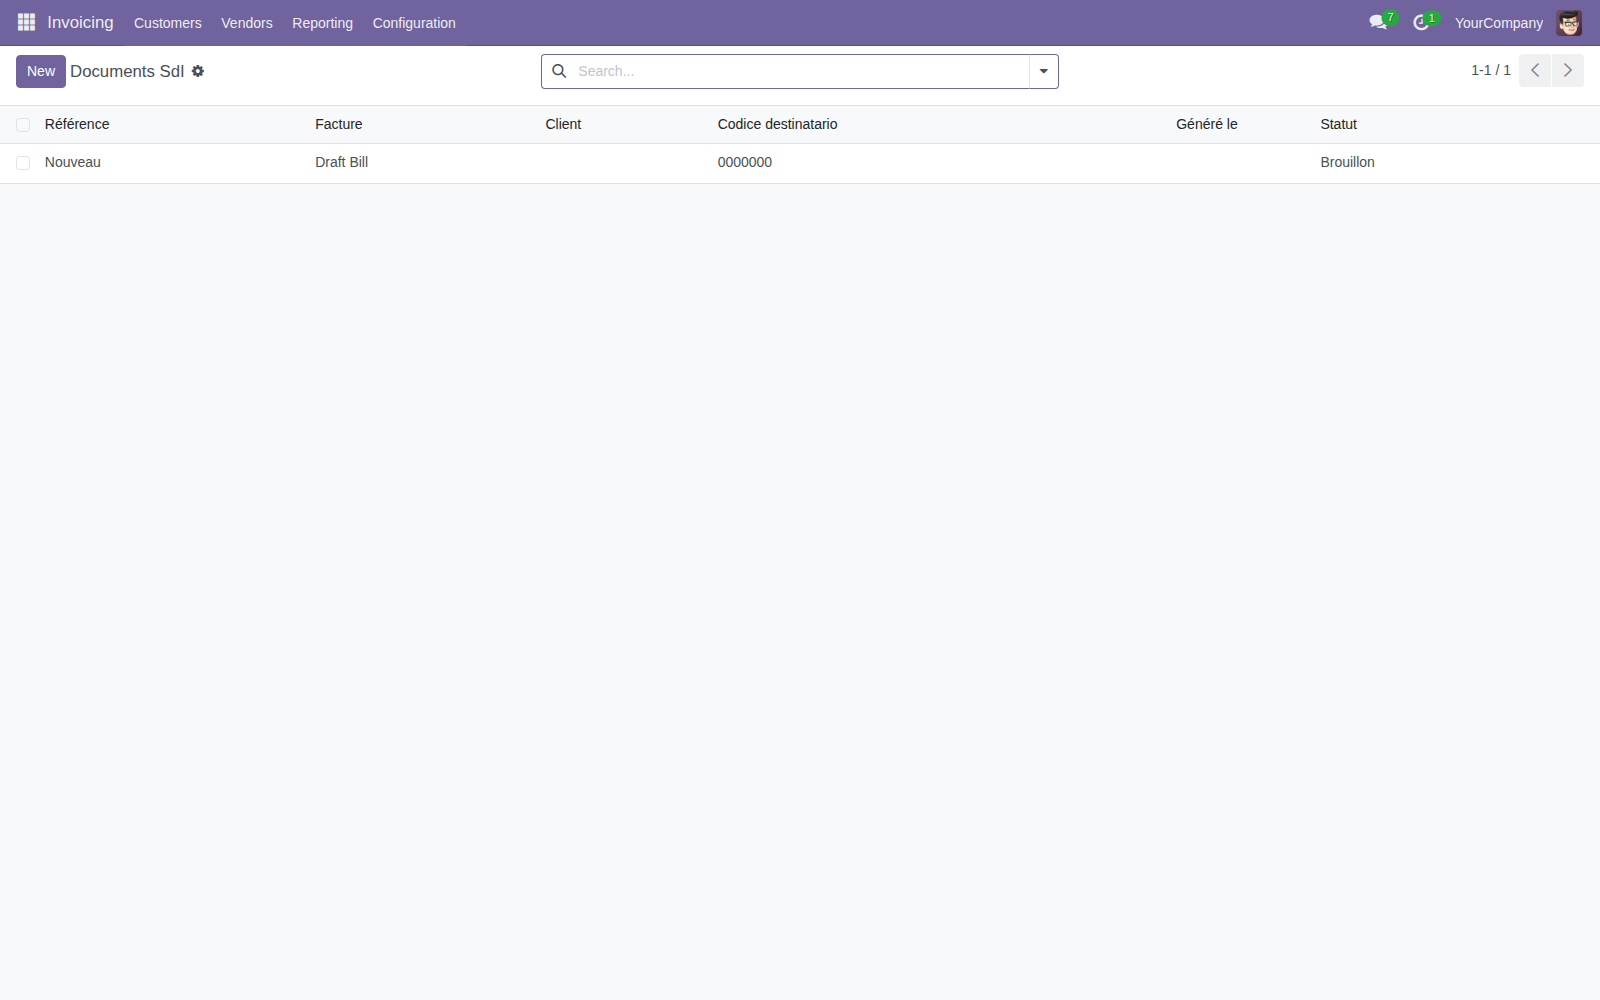 Invoicing Customers Vendors Reporting Configuration 7 1 YourCompany
New Documents SdI Search... 1-1 / 1
Référence Facture Client Codice destinatario Généré le Statut
Nouveau Draft Bill 0000000 Brouillon